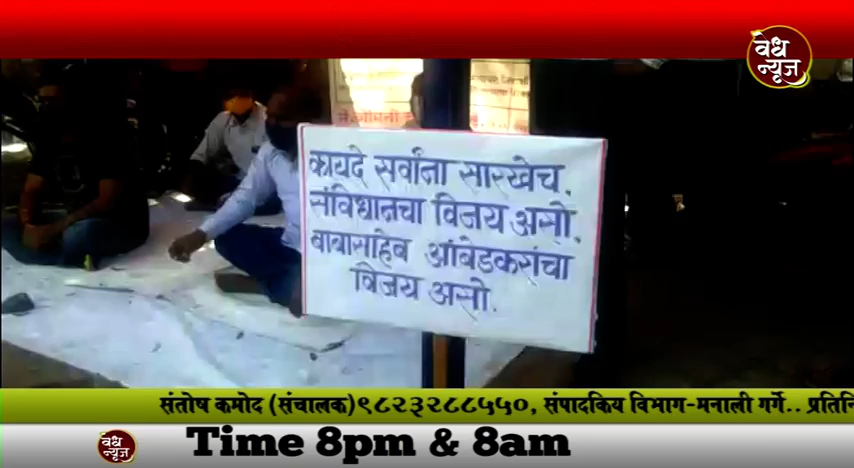 वेध
न्यूज
कायदे सर्वांना सारखेच.
संविधानचा विजय असो.
बाबासाहेब आंबेडकरांचा
विजय असो.
संतोष कमोद (संचालक)९८२३२८८५५०, संपादकिय विभाग-मनाली गर्गे.. प्रतिनि
वेध
न्यूज
Time 8pm & 8am